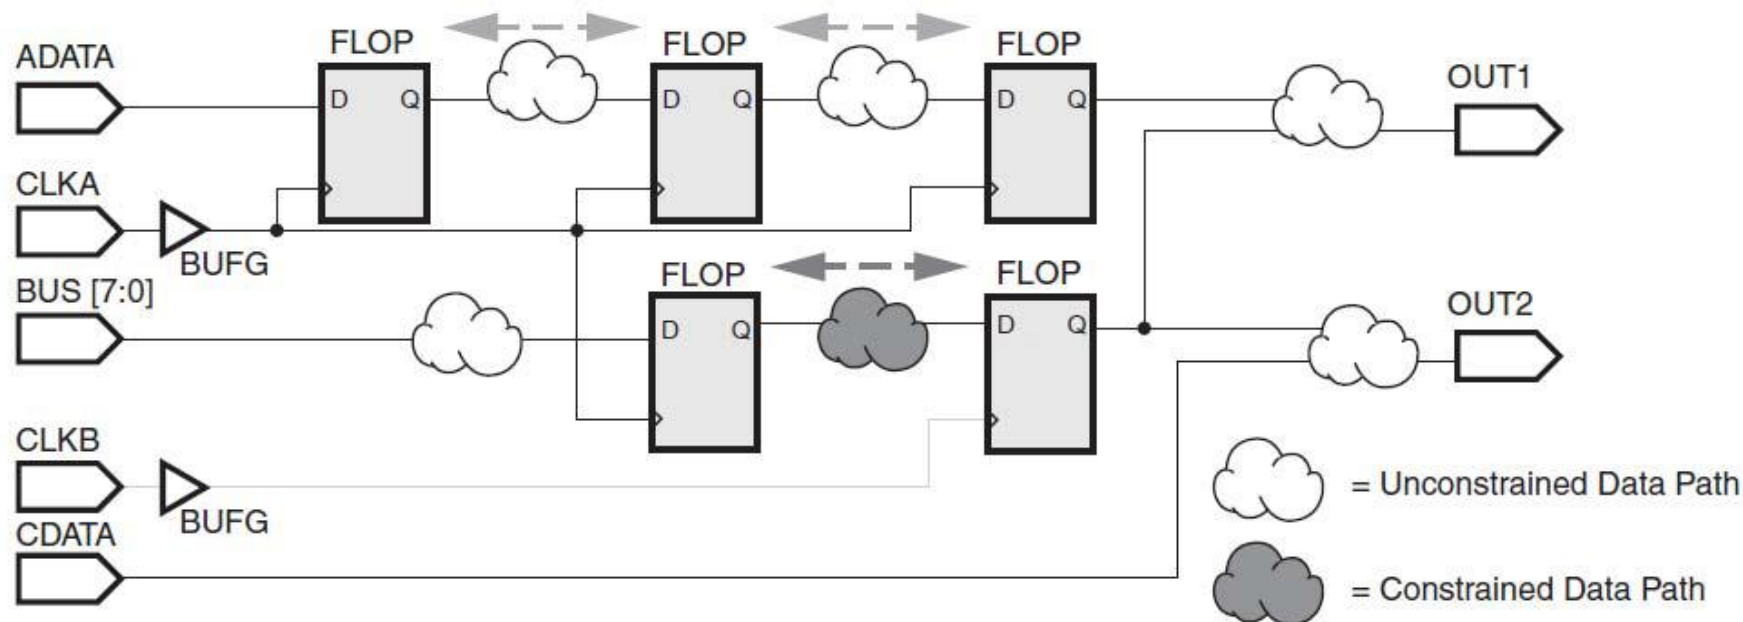 ADATA
FLOP
FLOP
FLOP
OUT1
D Q
D Q
D Q
CLKA
BUFG
BUS [7:0]
FLOP
FLOP
OUT2
D Q
D Q
CLKB
BUFG
CDATA
= Unconstrained Data Path
= Constrained Data Path